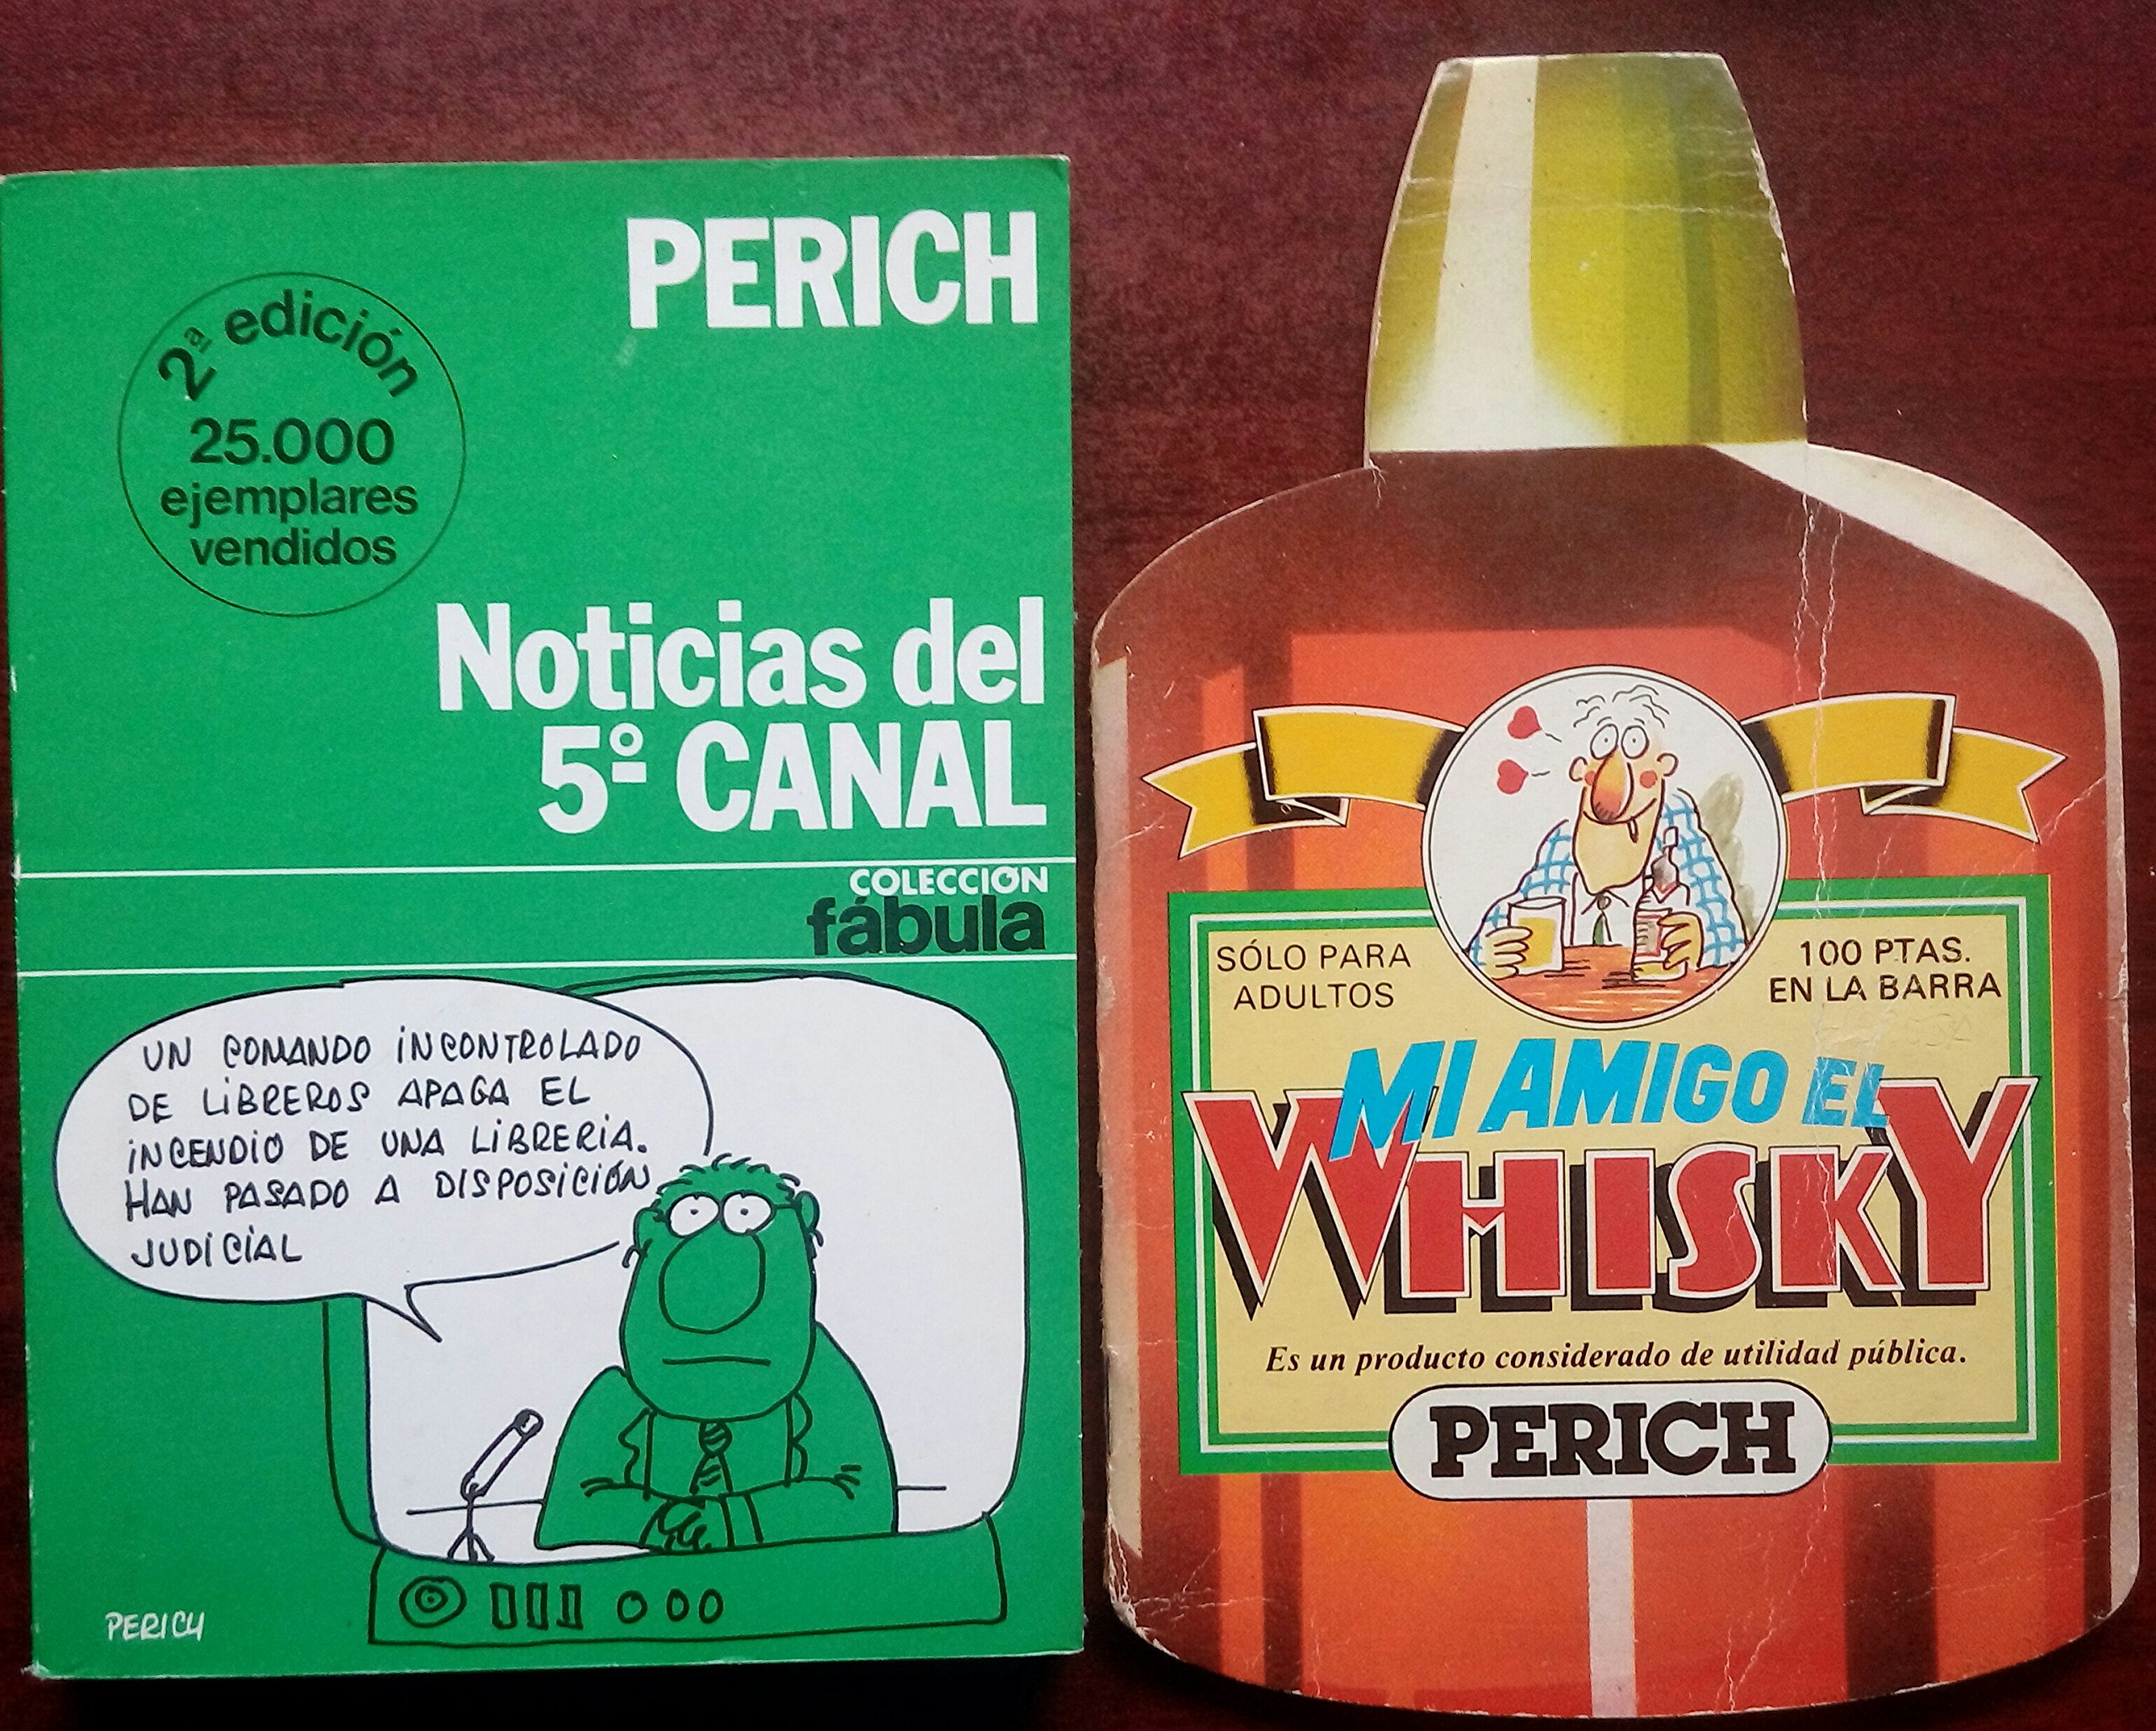 PERICH
2ª edición
25.000
ejemplares
vendidos
Noticias del
5º CANAL
COLECCIÓN
fábula
UN COMANDO INCONTROLADO
DE LIBREROS APAGA EL
INCENDIO DE UNA LIBRERIA.
HAN PASADO A DISPOSICIÓN
JUDICIAL
PERICH
SÓLO PARA
ADULTOS
100 PTAS.
EN LA BARRA
MI AMIGO EL
WHISKY
Es un producto considerado de utilidad pública.
PERICH